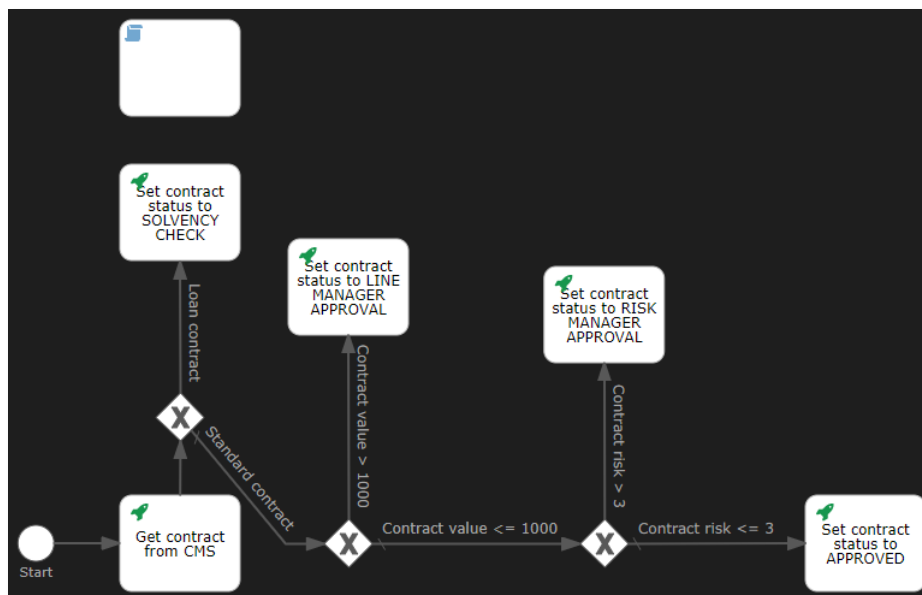 Set contract
status to
SOLVENCY
CHECK
Loan contract
Set contract
status to LINE
MANAGER
APPROVAL
Set contract
status to RISK
MANAGER
APPROVAL
Contract value > 1000
Contract risk > 3
Standard contract
X
Start
Get contract
from CMS
X
Contract value <= 1000
X
Contract risk <= 3
Set contract
status to
APPROVED